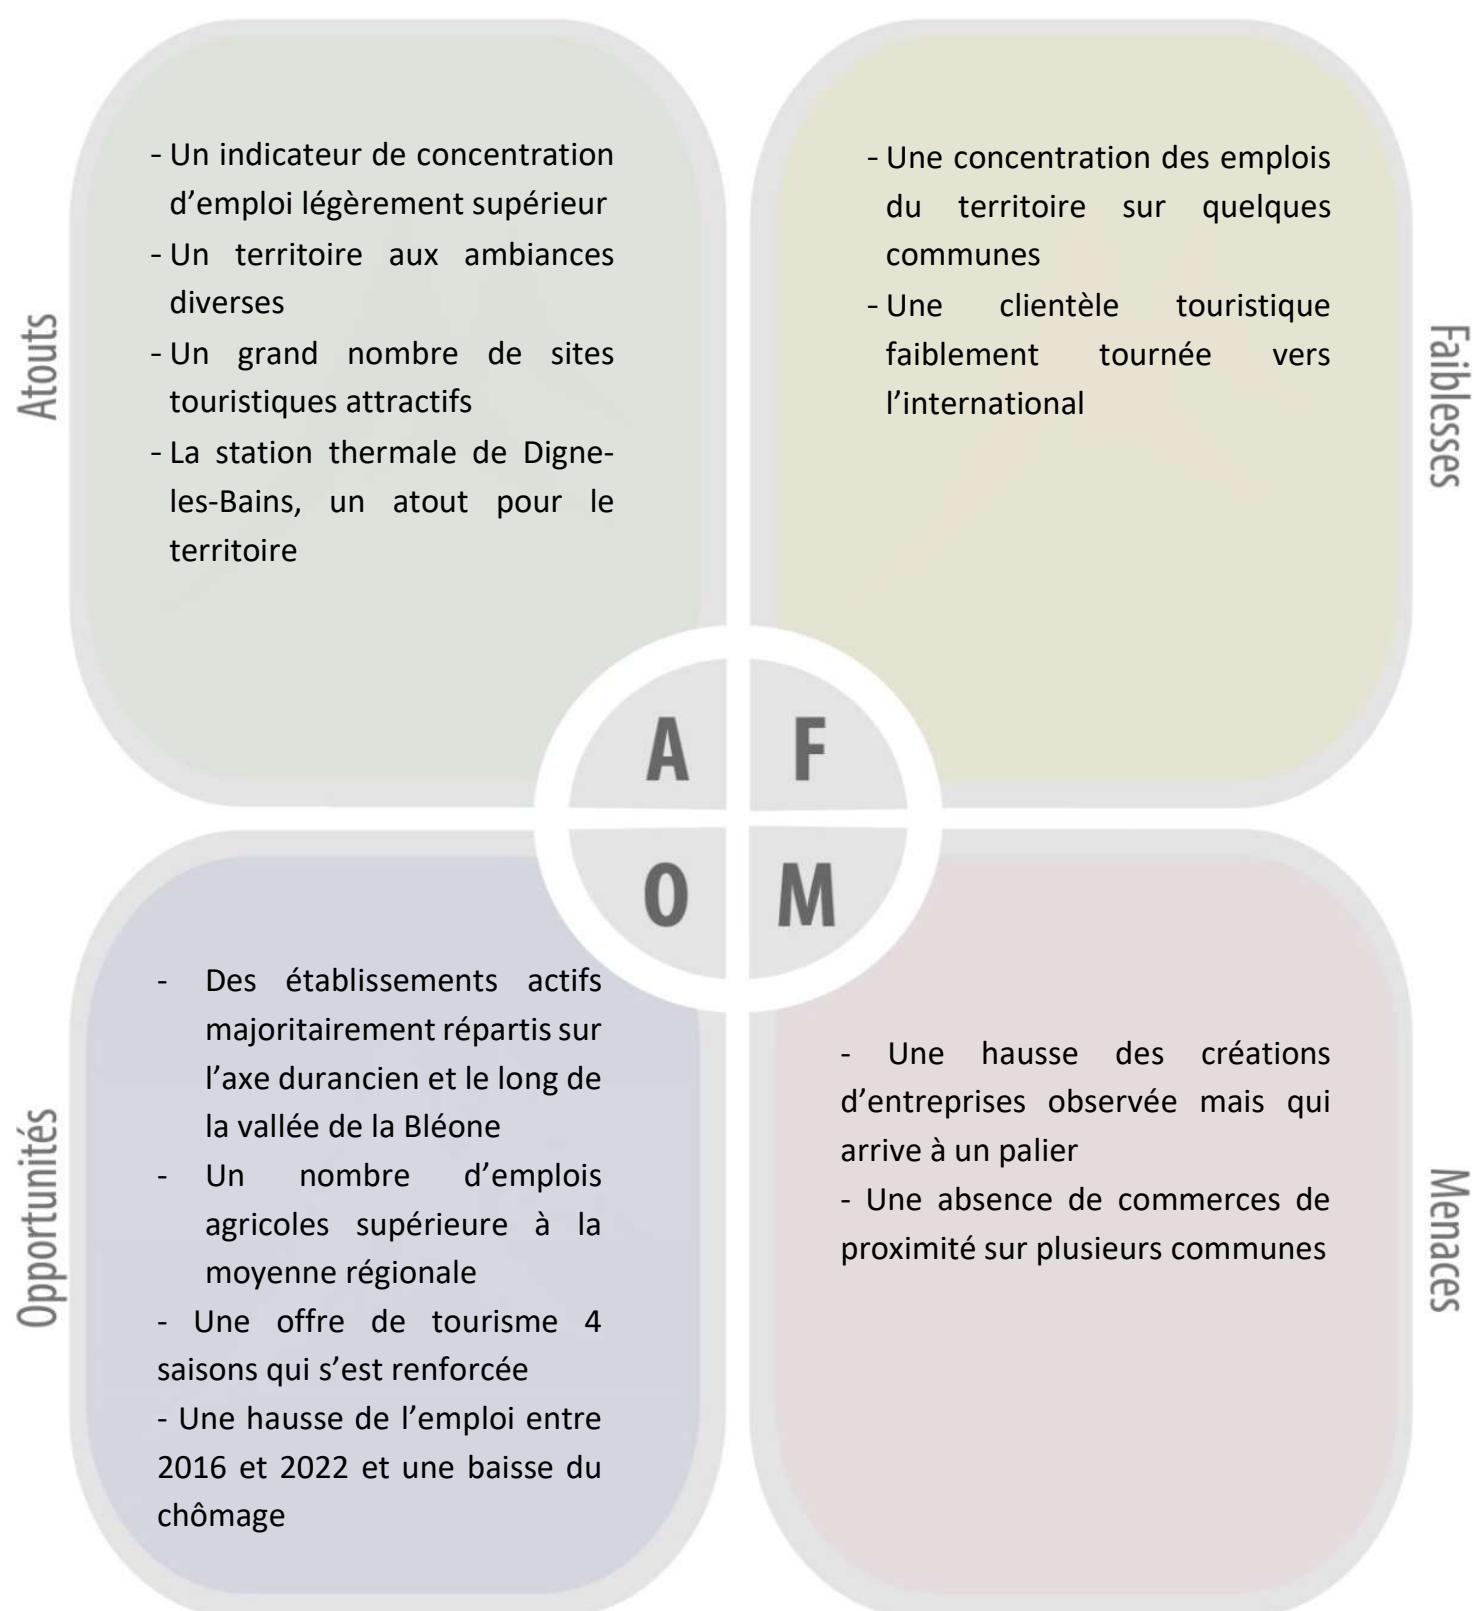 Atouts
- Un indicateur de concentration
d’emploi légèrement supérieur
- Un territoire aux ambiances
diverses
- Un grand nombre de sites
touristiques attractifs
- La station thermale de Digne-
les-Bains, un atout pour le
territoire
- Une concentration des emplois
du territoire sur quelques
communes
- Une clientèle touristique
faiblement tournée vers
l’international
Faiblesses
A F
O M
Opportunités
- Des établissements actifs
majoritairement répartis sur
l’axe durancien et le long de
la vallée de la Bléone
- Un nombre d’emplois
agricoles supérieure à la
moyenne régionale
- Une offre de tourisme 4
saisons qui s’est renforcée
- Une hausse de l’emploi entre
2016 et 2022 et une baisse du
chômage
- Une hausse des créations
d’entreprises observée mais qui
arrive à un palier
- Une absence de commerces de
proximité sur plusieurs communes
Menaces